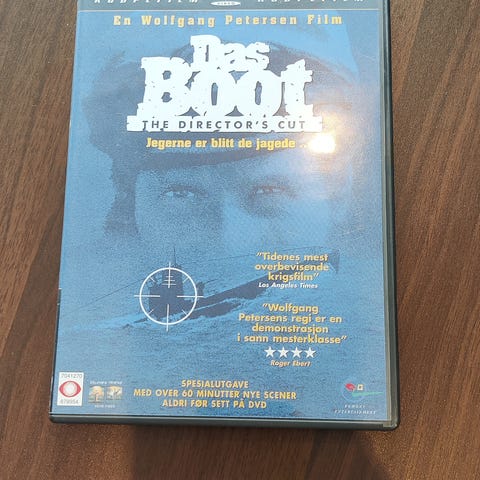 En Wolfgang Petersen Film
Das
Boot
THE DIRECTOR'S CUT
Jegerne er blitt de jagede ...
"Tidenes mest
overbevisende
krigsfilm"
Los Angeles Times
"Wolfgang
Petersens regi er en
demonstrasjon
i sann mesterklasse"
Roger Ebert
SPESIALUTGAVE
MED OVER 60 MINUTTER NYE SCENER
ALDRI FØR SETT PÅ DVD
7041270
679954